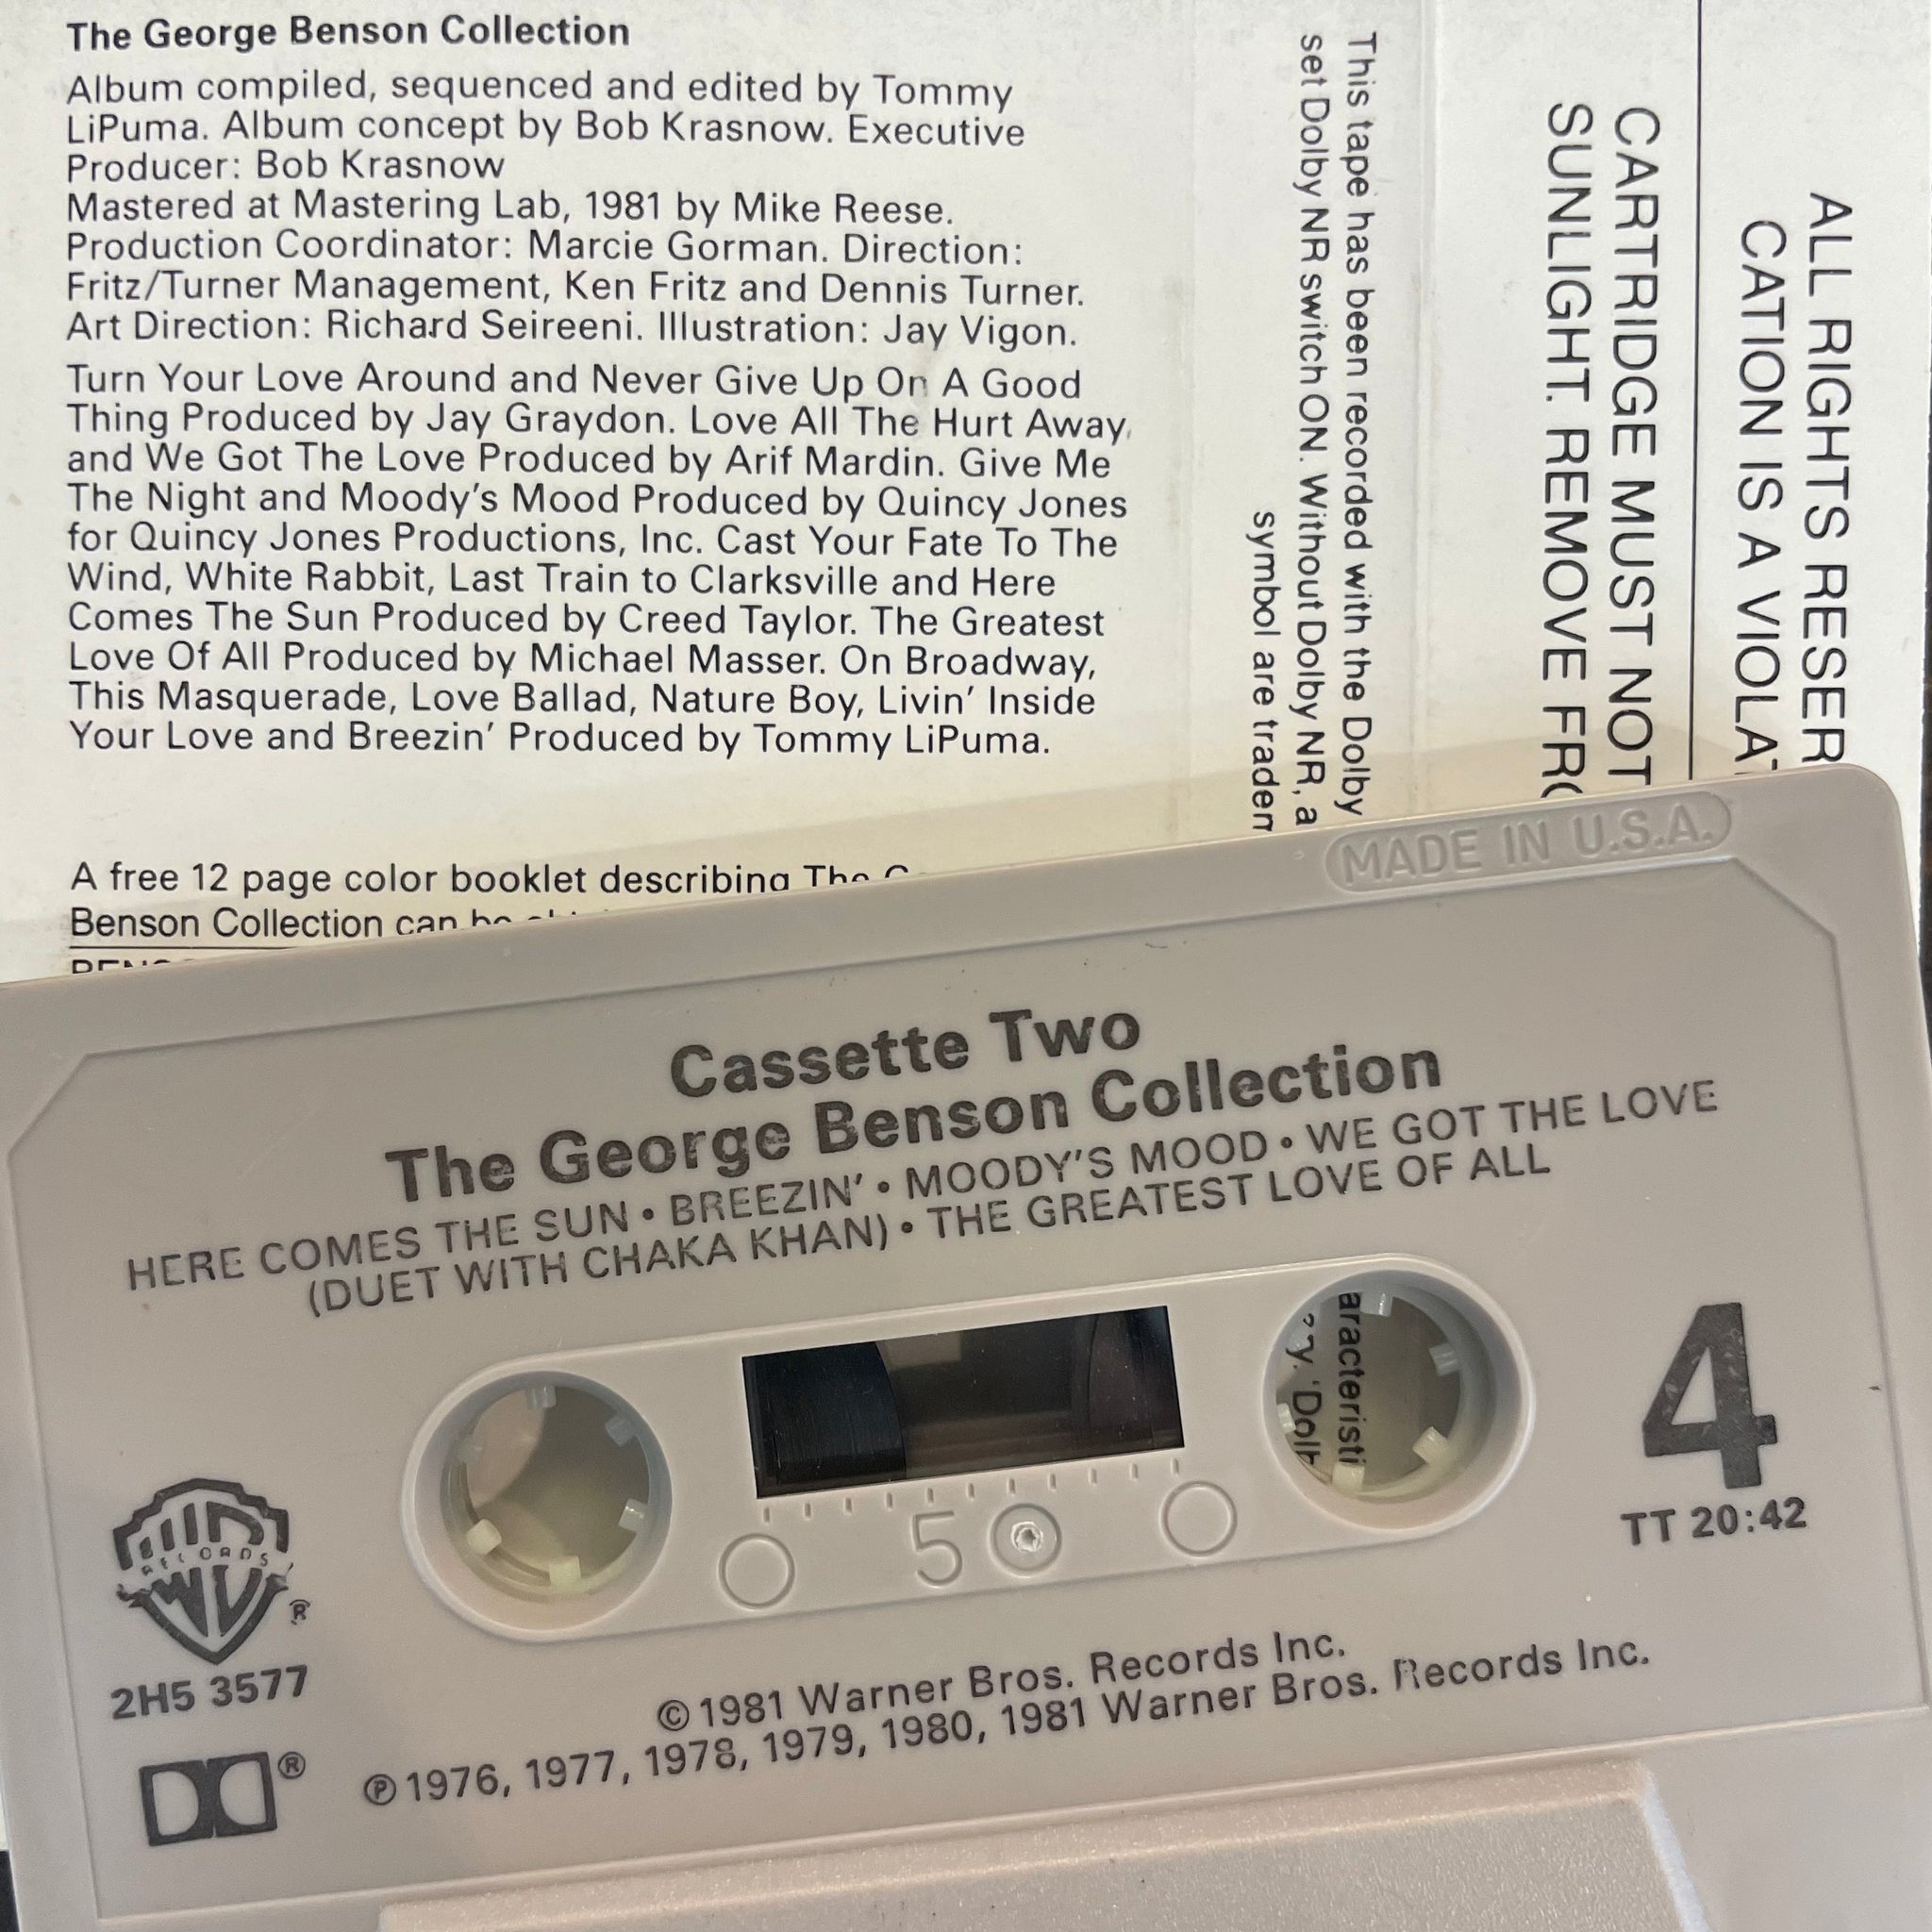 The George Benson Collection
Album compiled, sequenced and edited by Tommy
LiPuma. Album concept by Bob Krasnow. Executive
Producer: Bob Krasnow
Mastered at Mastering Lab, 1981 by Mike Reese.
Production Coordinator: Marcie Gorman. Direction:
Fritz/Turner Management, Ken Fritz and Dennis Turner.
Art Direction: Richard Seireeni. Illustration: Jay Vigon.
Turn Your Love Around and Never Give Up On A Good
Thing Produced by Jay Graydon. Love All The Hurt Away,
and We Got The Love Produced by Arif Mardin. Give Me
The Night and Moody's Mood Produced by Quincy Jones
for Quincy Jones Productions, Inc. Cast Your Fate To The
Wind, White Rabbit, Last Train to Clarksville and Here
Comes The Sun Produced by Creed Taylor. The Greatest
Love Of All Produced by Michael Masser. On Broadway,
This Masquerade, Love Ballad, Nature Boy, Livin' Inside
Your Love and Breezin' Produced by Tommy LiPuma.
A free 12 page color booklet describing The
Benson Collection can
This tape has been recorded with the Dolby
set Dolby NR switch ON. Without Dolby NR, a
symbol are
CARTRIDGE MUST NOT
SUNLIGHT. REMOVE
ALL RIGHTS
CATION IS A
MADE IN U.S.A.
Cassette Two
The George Benson Collection
HERE COMES THE SUN • BREEZIN' • MOODY'S MOOD • WE GOT THE LOVE
(DUET WITH CHAKA KHAN) • THE GREATEST LOVE OF ALL
4
TT 20:42
50
RECORDS
®
2H5 3577
®
© 1981 Warner Bros. Records Inc.
℗ 1976, 1977, 1978, 1979, 1980, 1981 Warner Bros. Records Inc.